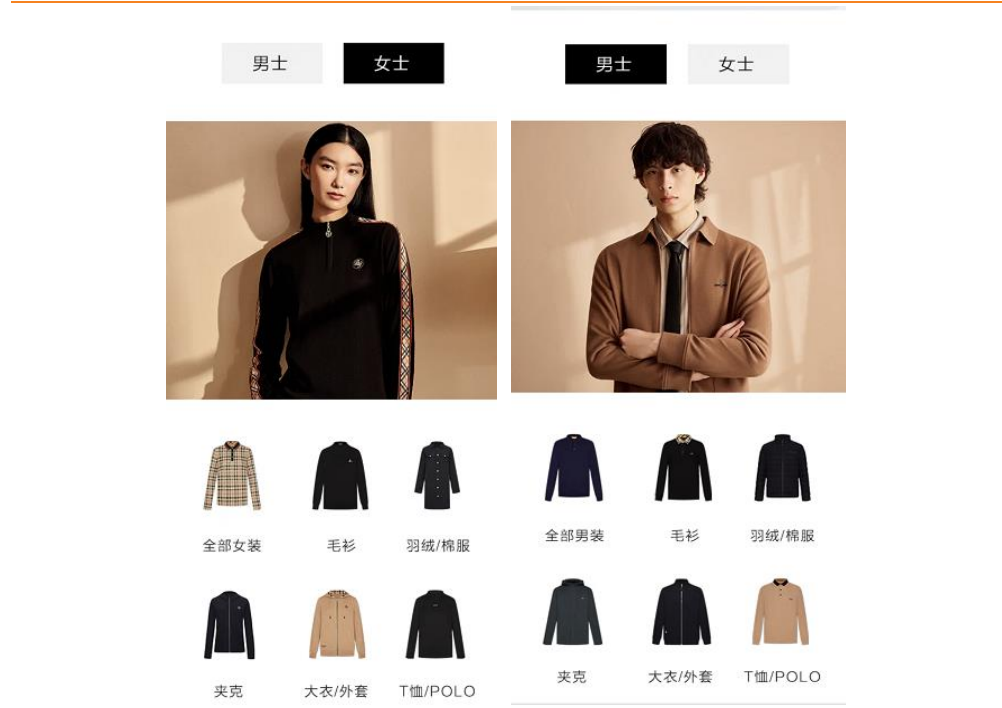 男士 女士
全部女装 毛衫 羽绒/棉服
夹克 大衣/外套 T恤/POLO
男士 女士
全部男装 毛衫 羽绒/棉服
夹克 大衣/外套 T恤/POLO